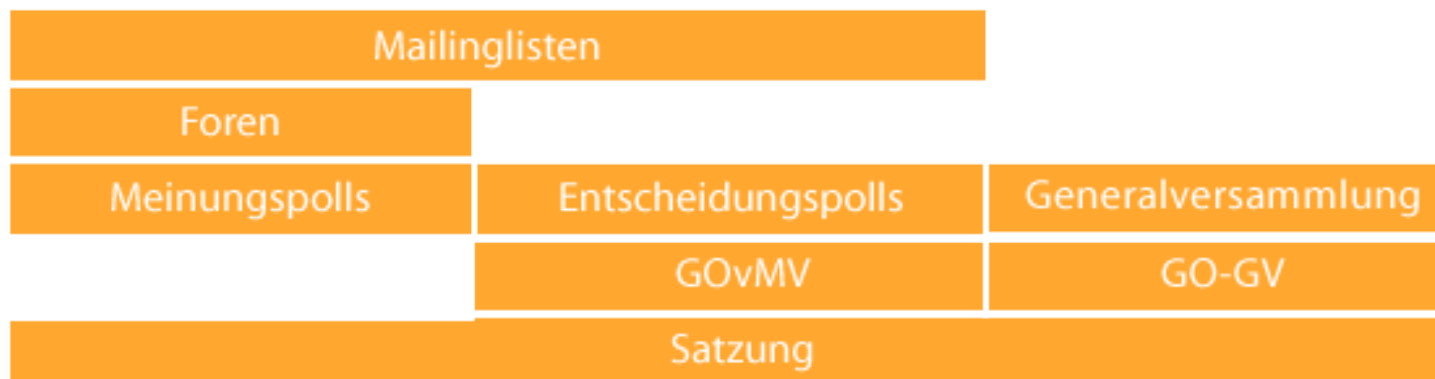 Mailinglisten
Foren
Meinungspolls
Entscheidungspolls
Generalversammlung
GOvMV
GO-GV
Satzung